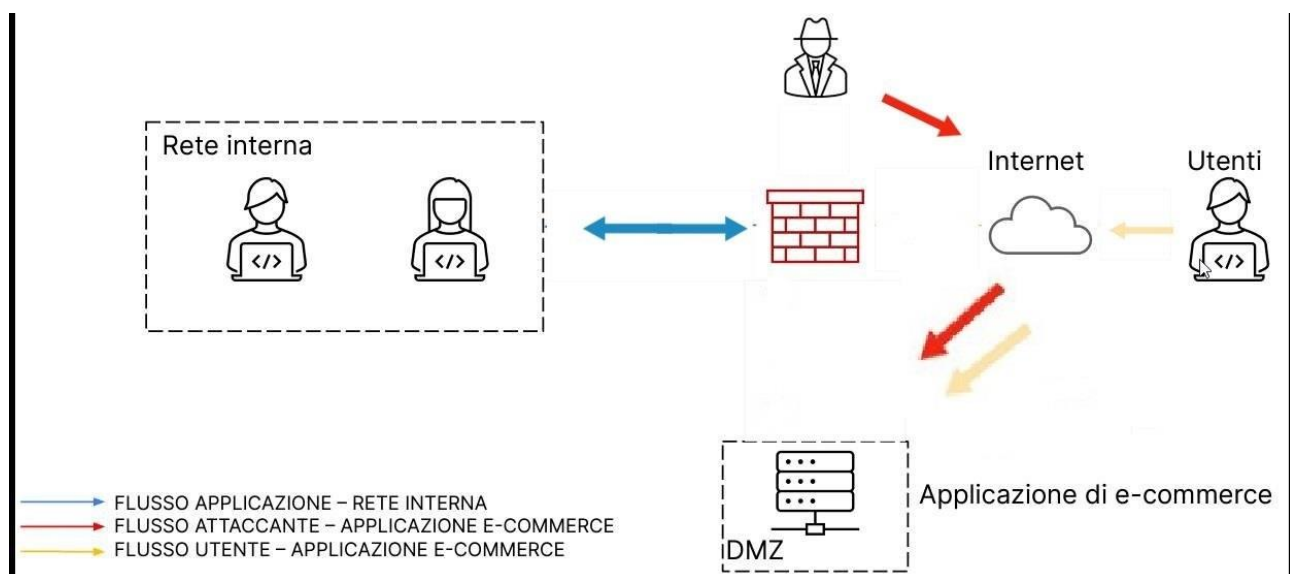 Rete interna
Internet
Utenti
Applicazione di e-commerce
DMZ
FLUSSO APPLICAZIONE – RETE INTERNA
FLUSSO ATTACCANTE – APPLICAZIONE E-COMMERCE
FLUSSO UTENTE – APPLICAZIONE E-COMMERCE